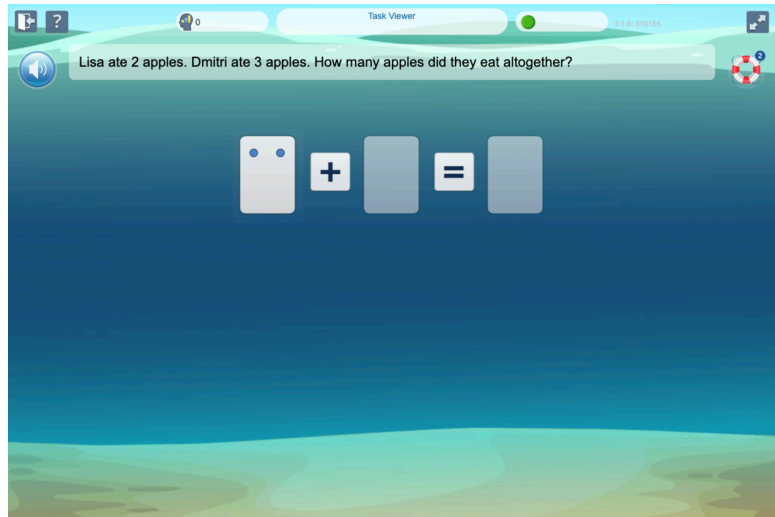 ?
0
Task Viewer
2
Lisa ate 2 apples. Dmitri ate 3 apples. How many apples did they eat altogether?
+ =